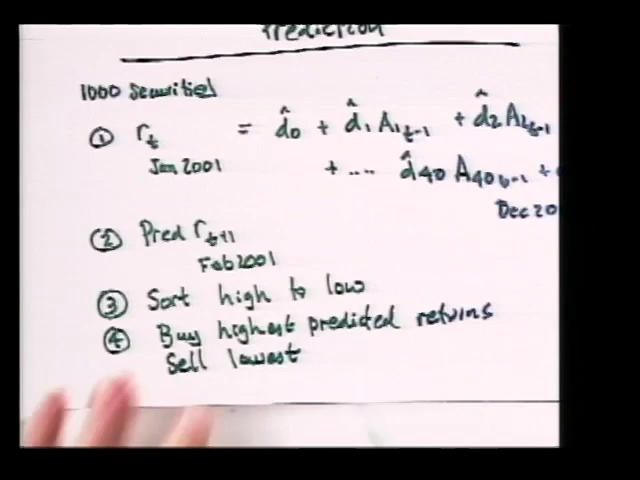 Prediction
1000 Securities
① r_t = d̂0 + d̂1 A1t-1 + d̂2 A2t-1
Jan 2001
+ .... d̂40 A40t-1 +
Dec 20
② Pred r_t+1
Feb 2001
③ Sort high to low
④ Buy highest predicted returns
Sell lowest